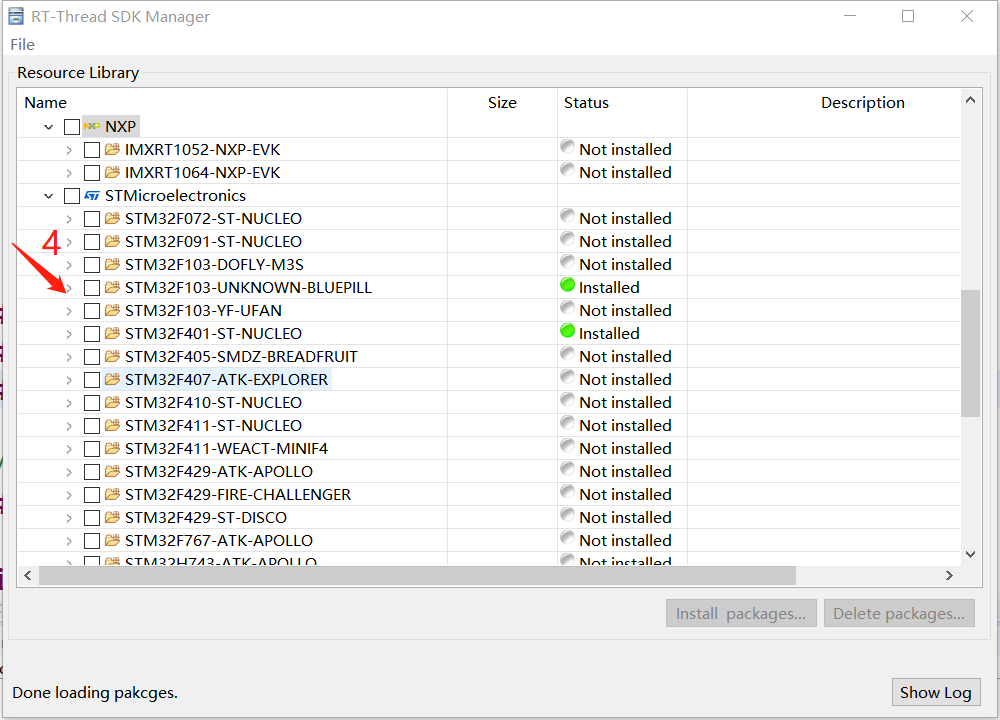 RT-Thread SDK Manager
File
Resource Library
Name Size Status Description
NXP NXP
IMXRT1052-NXP-EVK Not installed
IMXRT1064-NXP-EVK Not installed
ST STMicroelectronics
STM32F072-ST-NUCLEO Not installed
4
STM32F091-ST-NUCLEO Not installed
STM32F103-DOFLY-M3S Not installed
STM32F103-UNKNOWN-BLUEPILL Installed
STM32F103-YF-UFAN Not installed
STM32F401-ST-NUCLEO Installed
STM32F405-SMDZ-BREADFRUIT Not installed
STM32F407-ATK-EXPLORER Not installed
STM32F410-ST-NUCLEO Not installed
STM32F411-ST-NUCLEO Not installed
STM32F411-WEACT-MINIF4 Not installed
STM32F429-ATK-APOLLO Not installed
STM32F429-FIRE-CHALLENGER Not installed
STM32F429-ST-DISCO Not installed
STM32F767-ATK-APOLLO Not installed
STM32H743-ATK-APOLLO Not installed
Install packages... Delete packages...
Done loading pakcges. Show Log